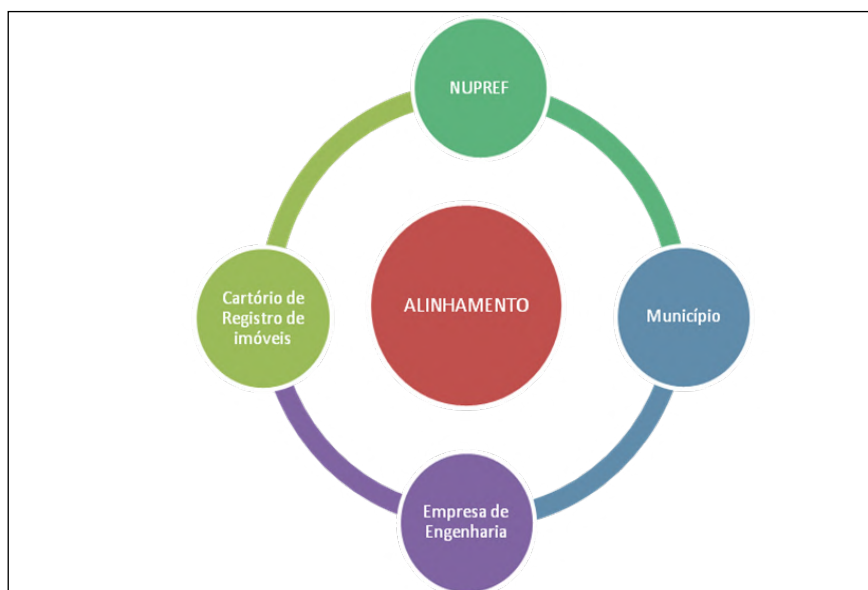 NUPREF
Cartório de
Registro de
imóveis
ALINHAMENTO
Município
Empresa de
Engenharia